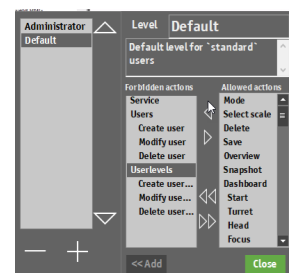 Administrator
Default
Level Default
Default level for `standard`
users
Forbidden actions
Service
Users
Create user
Modify user
Delete user
Userlevels
Create user...
Modify use...
Delete user...
Allowed actions
Mode
Select scale
Delete
Save
Overview
Snapshot
Dashboard
Start
Turret
Head
Focus
<< Add
Close